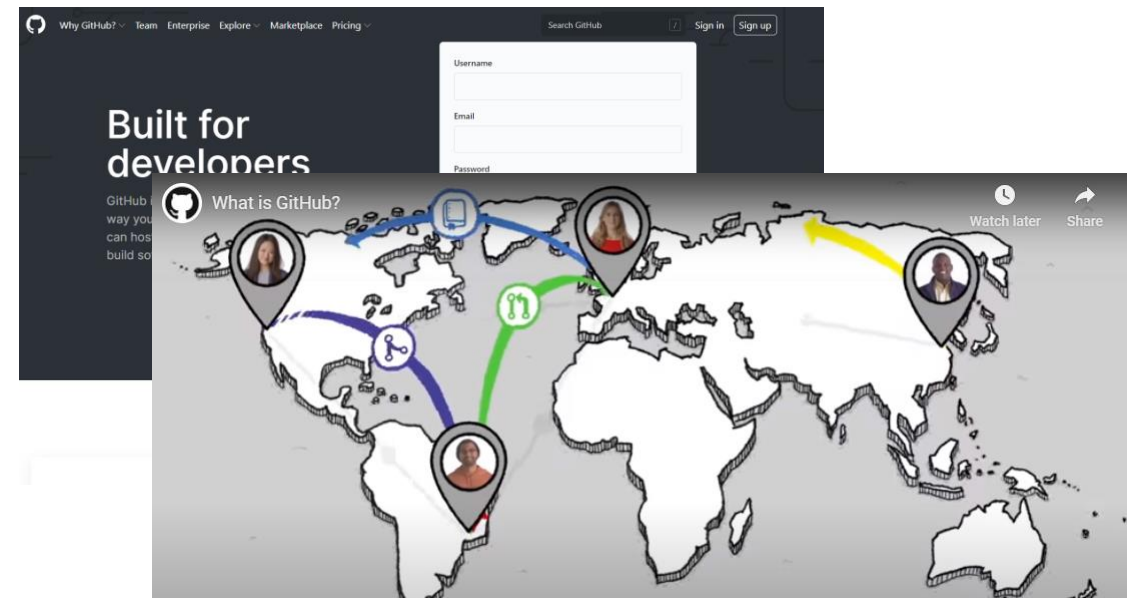 Why GitHub? Team Enterprise Explore Marketplace Pricing Search GitHub / Sign in Sign up
Username
Built for
developers
Email
Password
GitHub
way you
can hos
build so
What is GitHub?
Watch later Share